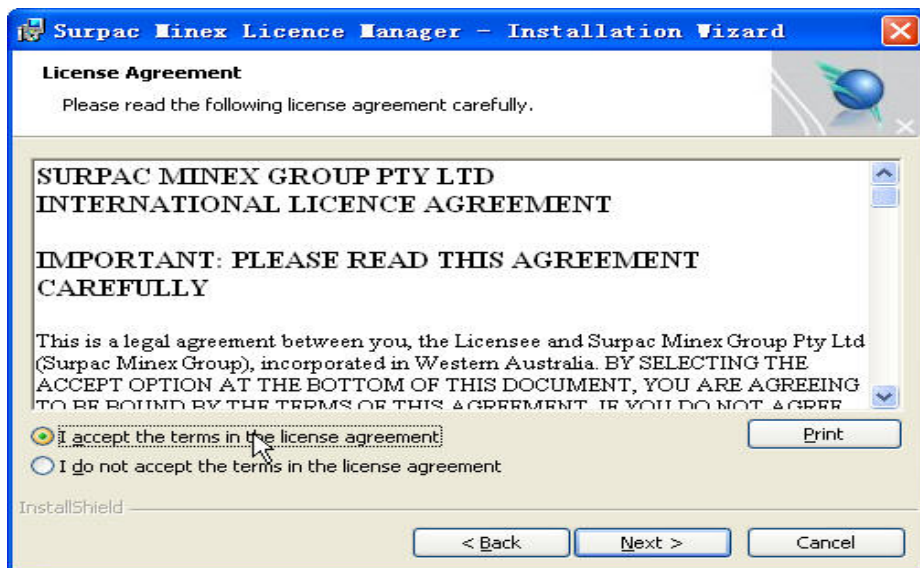 Surpac Minex Licence Manager - Installation Wizard
License Agreement
Please read the following license agreement carefully.
SURPAC MINEX GROUP PTY LTD
INTERNATIONAL LICENCE AGREEMENT
IMPORTANT: PLEASE READ THIS AGREEMENT
CAREFULLY
This is a legal agreement between you, the Licensee and Surpac Minex Group Pty Ltd
(Surpac Minex Group), incorporated in Western Australia. BY SELECTING THE
ACCEPT OPTION AT THE BOTTOM OF THIS DOCUMENT, YOU ARE AGREEING
TO BE BOUND BY THE TERMS OF THIS AGREEMENT. IF YOU DO NOT AGREE
I accept the terms in the license agreement
Print
I do not accept the terms in the license agreement
InstallShield
< Back
Next >
Cancel